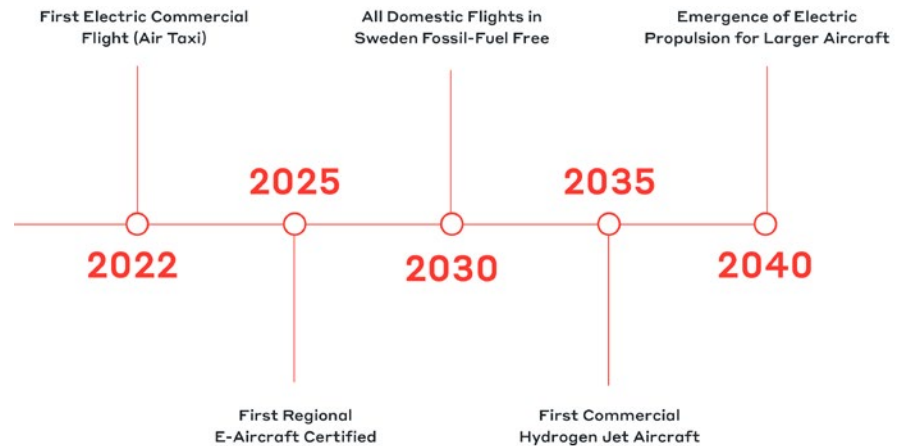 First Electric Commercial
Flight (Air Taxi)
All Domestic Flights in
Sweden Fossil-Fuel Free
Emergence of Electric
Propulsion for Larger Aircraft
2025
2035
2022
2030
2040
First Regional
E-Aircraft Certified
First Commercial
Hydrogen Jet Aircraft